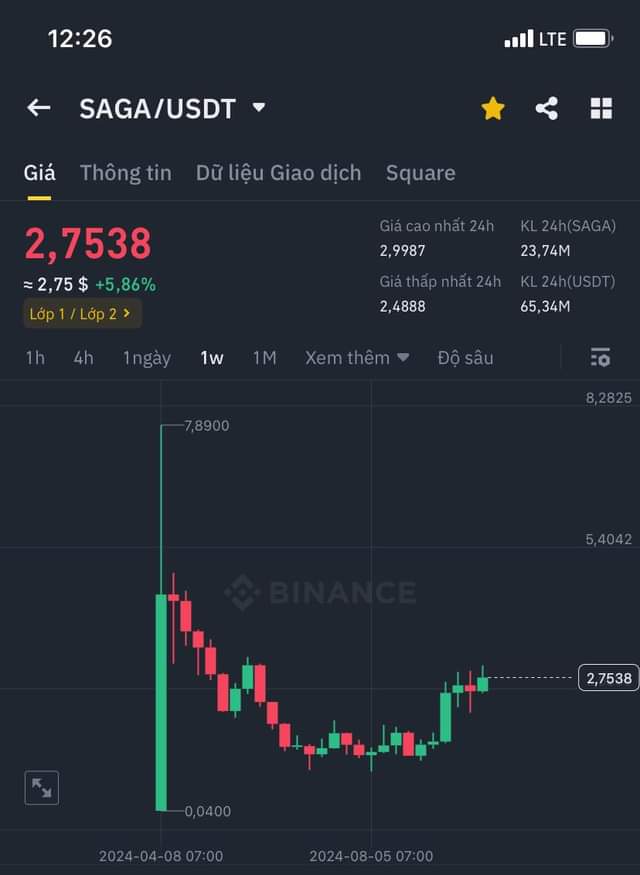 12:26
LTE
SAGA/USDT
Giá Thông tin Dữ liệu Giao dịch Square
2,7538
≈ 2,75 $ +5,86%
Lớp 1 / Lớp 2 >
Giá cao nhất 24h
2,9987
Giá thấp nhất 24h
2,4888
KL 24h(SAGA)
23,74M
KL 24h(USDT)
65,34M
1h 4h 1ngày 1w 1M Xem thêm Độ sâu
8,2825
7,8900
5,4042
BINANCE
2,7538
0,0400
2024-04-08 07:00 2024-08-05 07:00